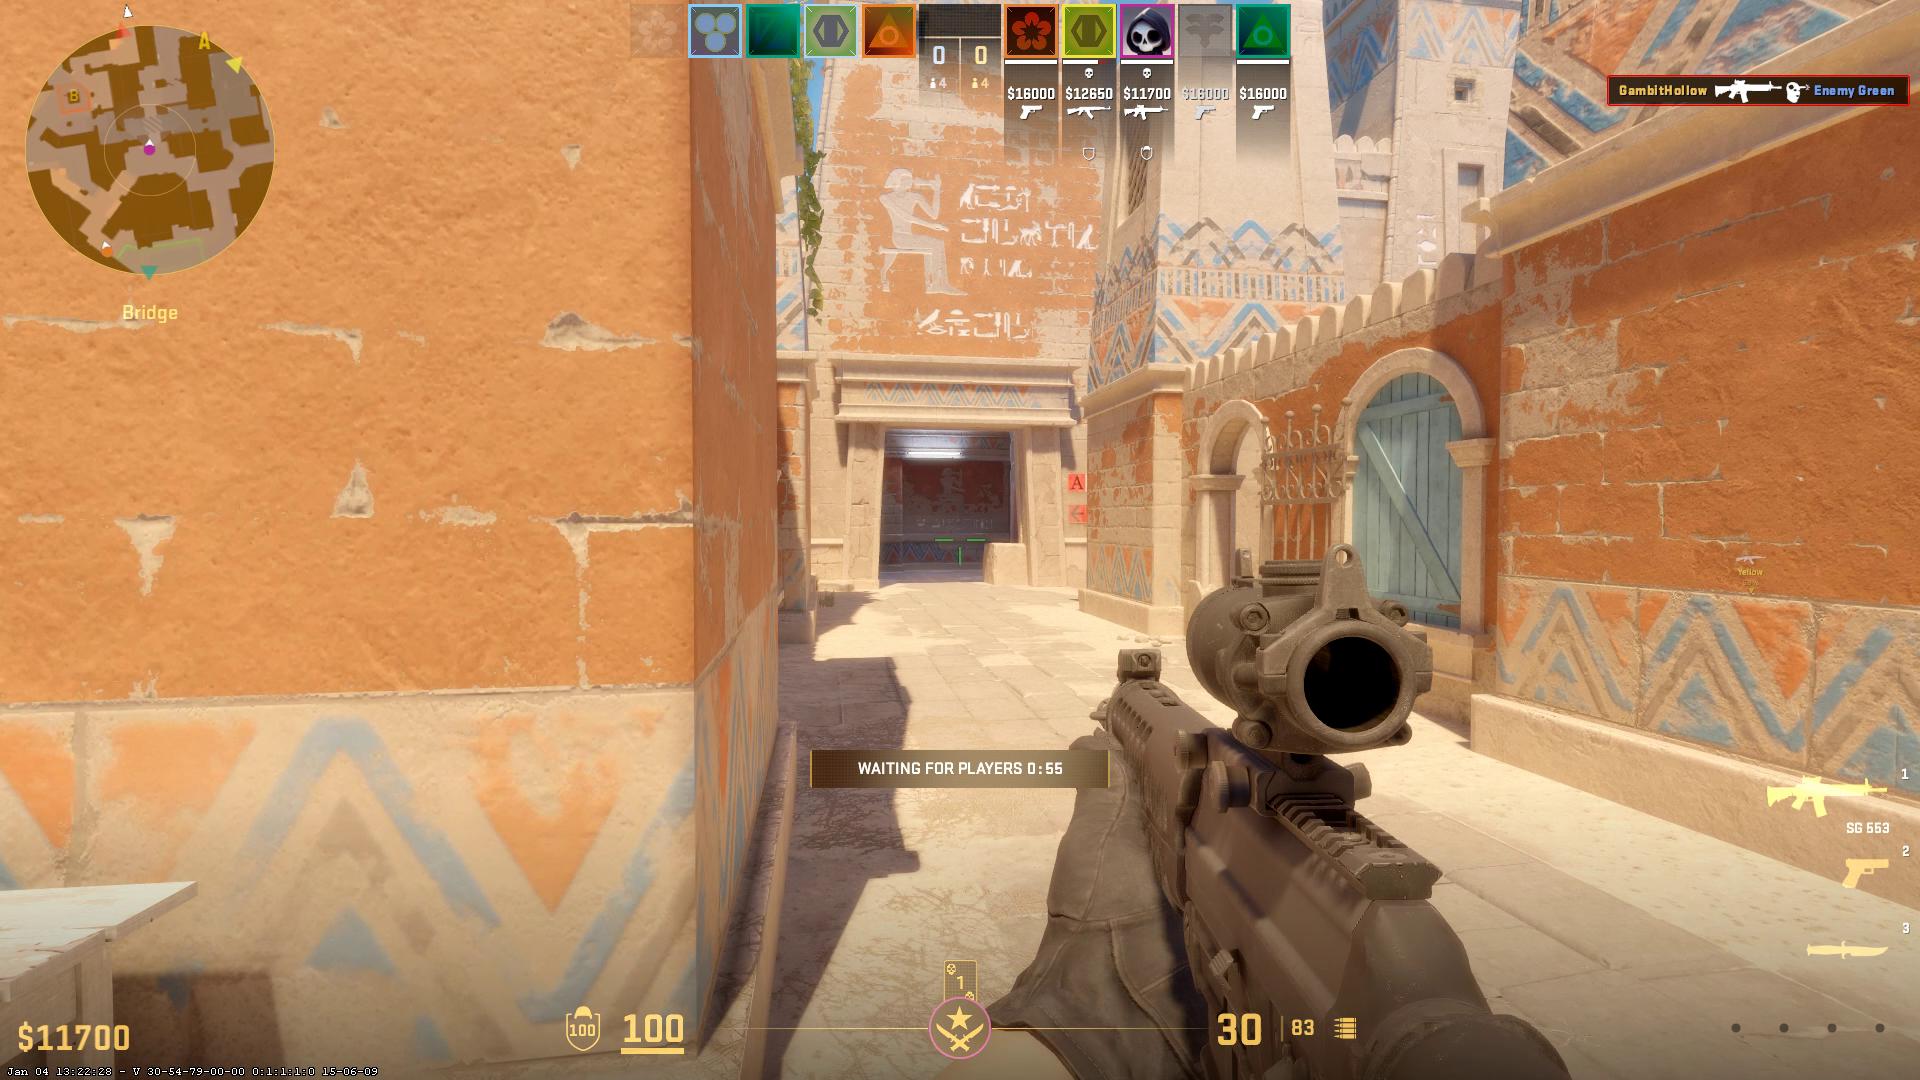 A
B
Bridge
0 0
4 4
$16000 $12650 $11700 $16000 $16000
GambitHollow Enemy Green
A
Yellow
WAITING FOR PLAYERS 0:55
1
SG 553
2
3
1
$11700
100 100
30 83
Jan 04 13:22:28 - V 30-54-79-00-00 0:1:1:1:0 15-06-09